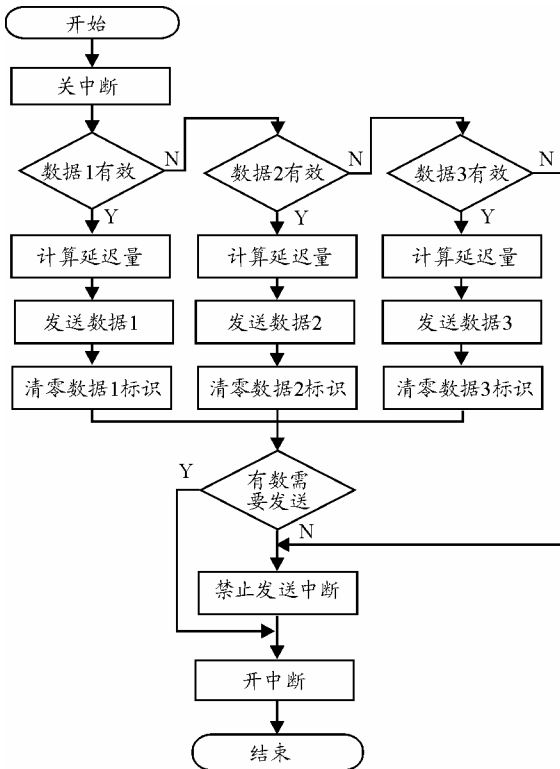 开始
关中断
数据1有效
N
数据2有效
N
数据3有效
N
Y
Y
Y
计算延迟量
计算延迟量
计算延迟量
发送数据1
发送数据2
发送数据3
清零数据1标识
清零数据2标识
清零数据3标识
Y
有数需
要发送
N
禁止发送中断
开中断
结束